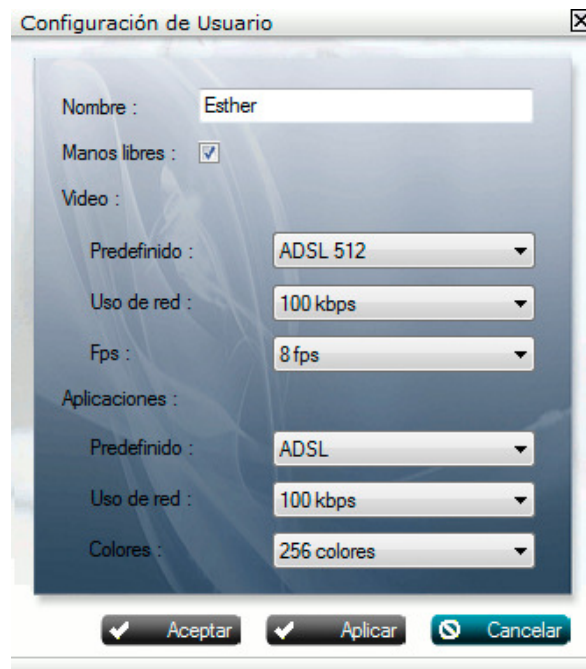 Configuración de Usuario
Nombre : Esther
Manos libres :
Video :
Predefinido : ADSL 512
Uso de red : 100 kbps
Fps : 8 fps
Aplicaciones :
Predefinido : ADSL
Uso de red : 100 kbps
Colores : 256 colores
Aceptar Aplicar Cancelar